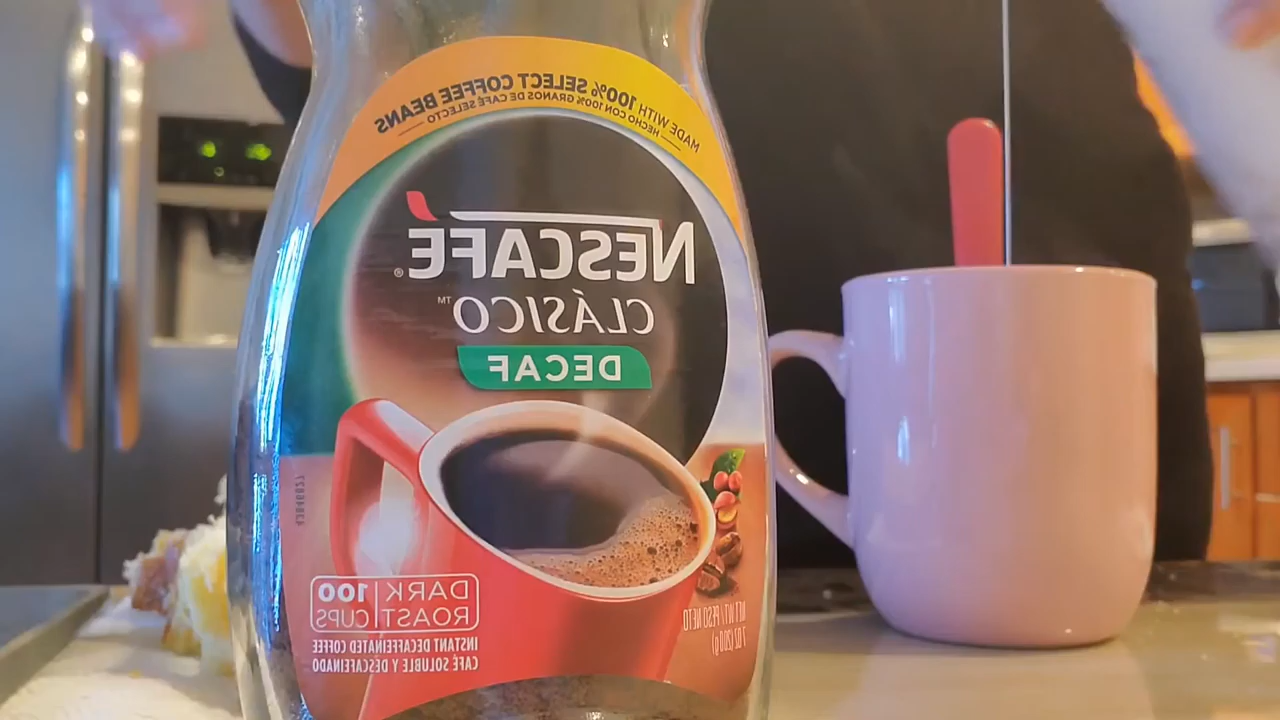 MADE WITH 100% SELECT COFFEE BEANS
HECHO CON 100% GRANOS DE CAFÉ SELECTO
NESCAFÉ®
CLÁSICO™
DECAF
DARK ROAST
100 CUPS
INSTANT DECAFFEINATED COFFEE
CAFÉ SOLUBLE Y DESCAFEINADO
NET WT/ PESO NETO
7 OZ (200g)